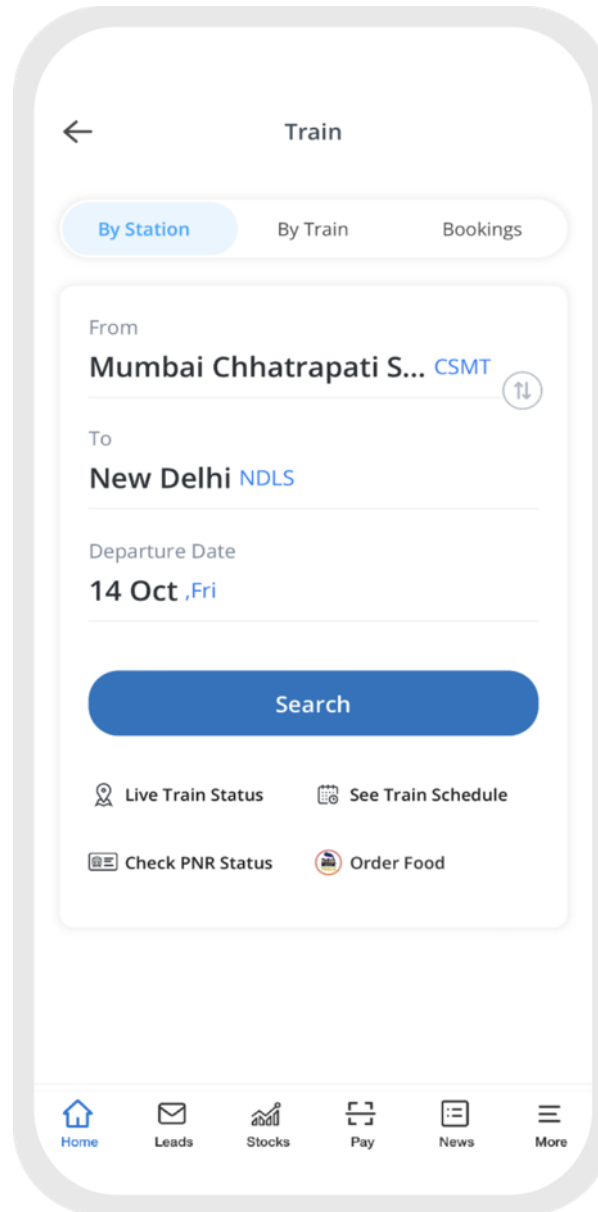 Train
By Station By Train Bookings
From
Mumbai Chhatrapati S... CSMT
To
New Delhi NDLS
Departure Date
14 Oct ,Fri
Search
Live Train Status See Train Schedule
Check PNR Status Order Food
Home Leads Stocks Pay News More